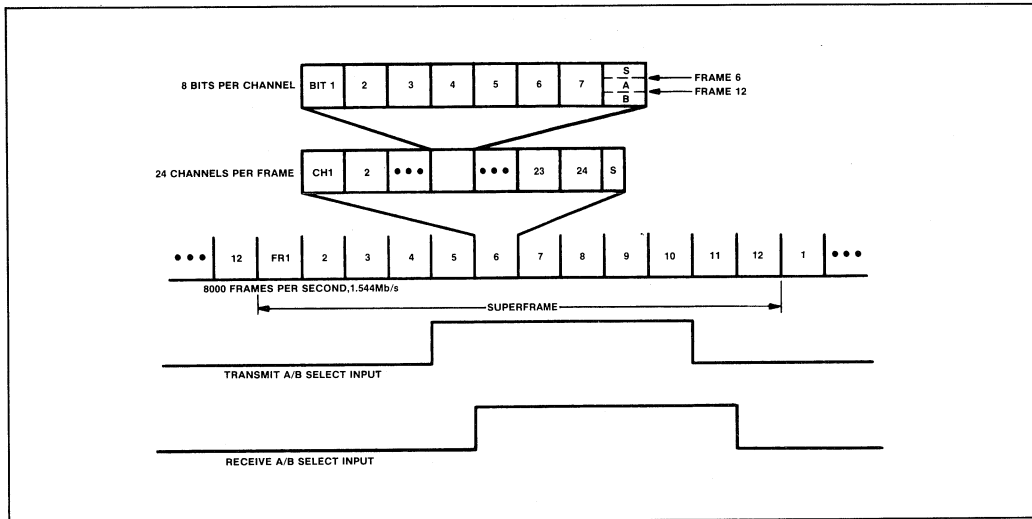 8 BITS PER CHANNEL BIT 1 2 3 4 5 6 7 S A B
FRAME 6
FRAME 12
24 CHANNELS PER FRAME CH1 2 ••• ••• 23 24 S
••• 12 FR1 2 3 4 5 6 7 8 9 10 11 12 1 •••
8000 FRAMES PER SECOND,1.544Mb/s
SUPERFRAME
TRANSMIT A/B SELECT INPUT
RECEIVE A/B SELECT INPUT